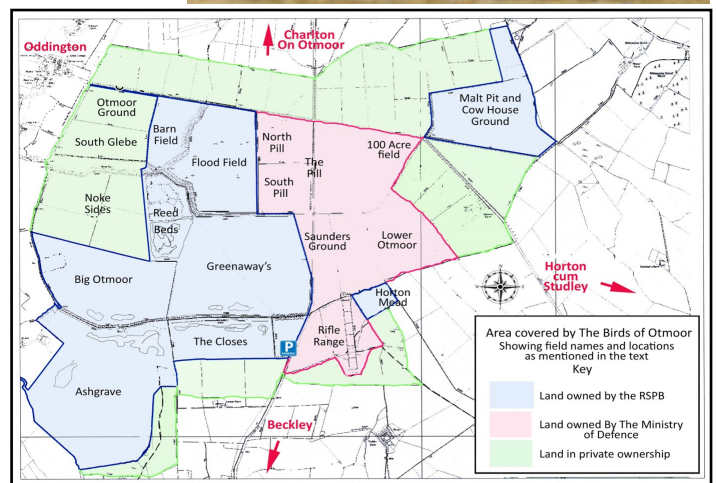 Oddington
Charlton
On Otmoor
Otmoor
Ground
Barn
Field
South Glebe
Flood Field
North
Pill
The
Pill
100 Acre
field
Malt Pit and
Cow House
Ground
South
Pill
Noke
Sides
Reed
Beds
Saunders
Ground
Lower
Otmoor
Big Otmoor
Greenaway's
Horton
cum
Studley
Horton
Mead
The Closes
Rifle
Range
P
Ashgrave
Beckley
Area covered by The Birds of Otmoor
Showing field names and locations
as mentioned in the text
Key
Land owned by the RSPB
Land owned By The Ministry
of Defence
Land in private ownership